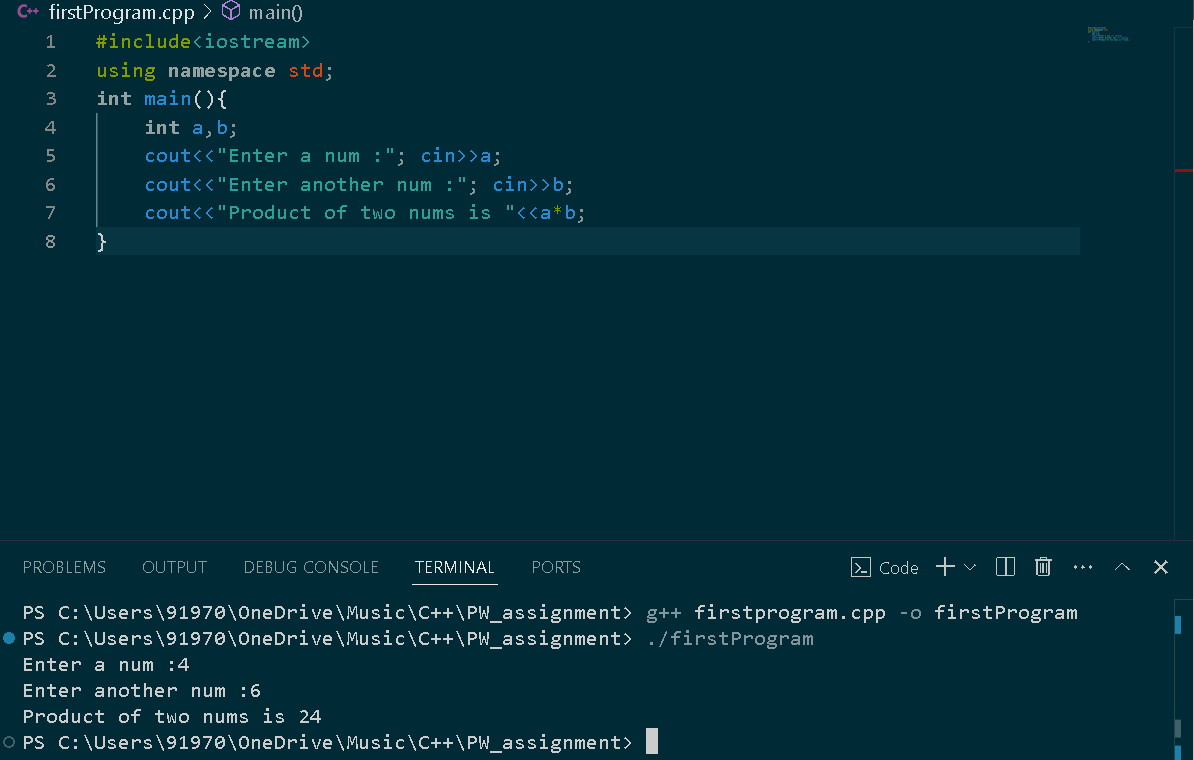 C++ firstProgram.cpp > main()
1 #include<iostream>
2 using namespace std;
3 int main(){
4     int a,b;
5     cout<<"Enter a num :"; cin>>a;
6     cout<<"Enter another num :"; cin>>b;
7     cout<<"Product of two nums is "<<a*b;
8 }
PROBLEMS OUTPUT DEBUG CONSOLE TERMINAL PORTS Code
PS C:\Users\91970\OneDrive\Music\C++\PW_assignment> g++ firstprogram.cpp -o firstProgram
PS C:\Users\91970\OneDrive\Music\C++\PW_assignment> ./firstProgram
Enter a num :4
Enter another num :6
Product of two nums is 24
PS C:\Users\91970\OneDrive\Music\C++\PW_assignment>